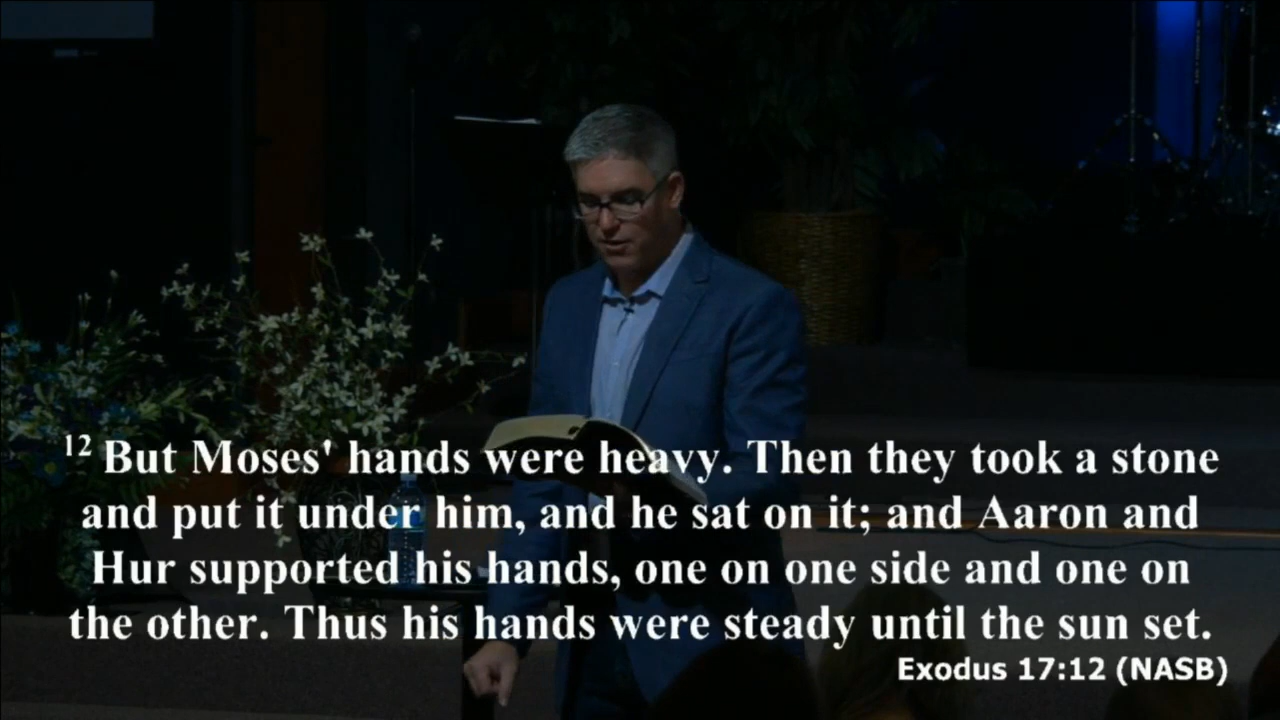 12 But Moses' hands were heavy. Then they took a stone
and put it under him, and he sat on it; and Aaron and
Hur supported his hands, one on one side and one on
the other. Thus his hands were steady until the sun set.
Exodus 17:12 (NASB)